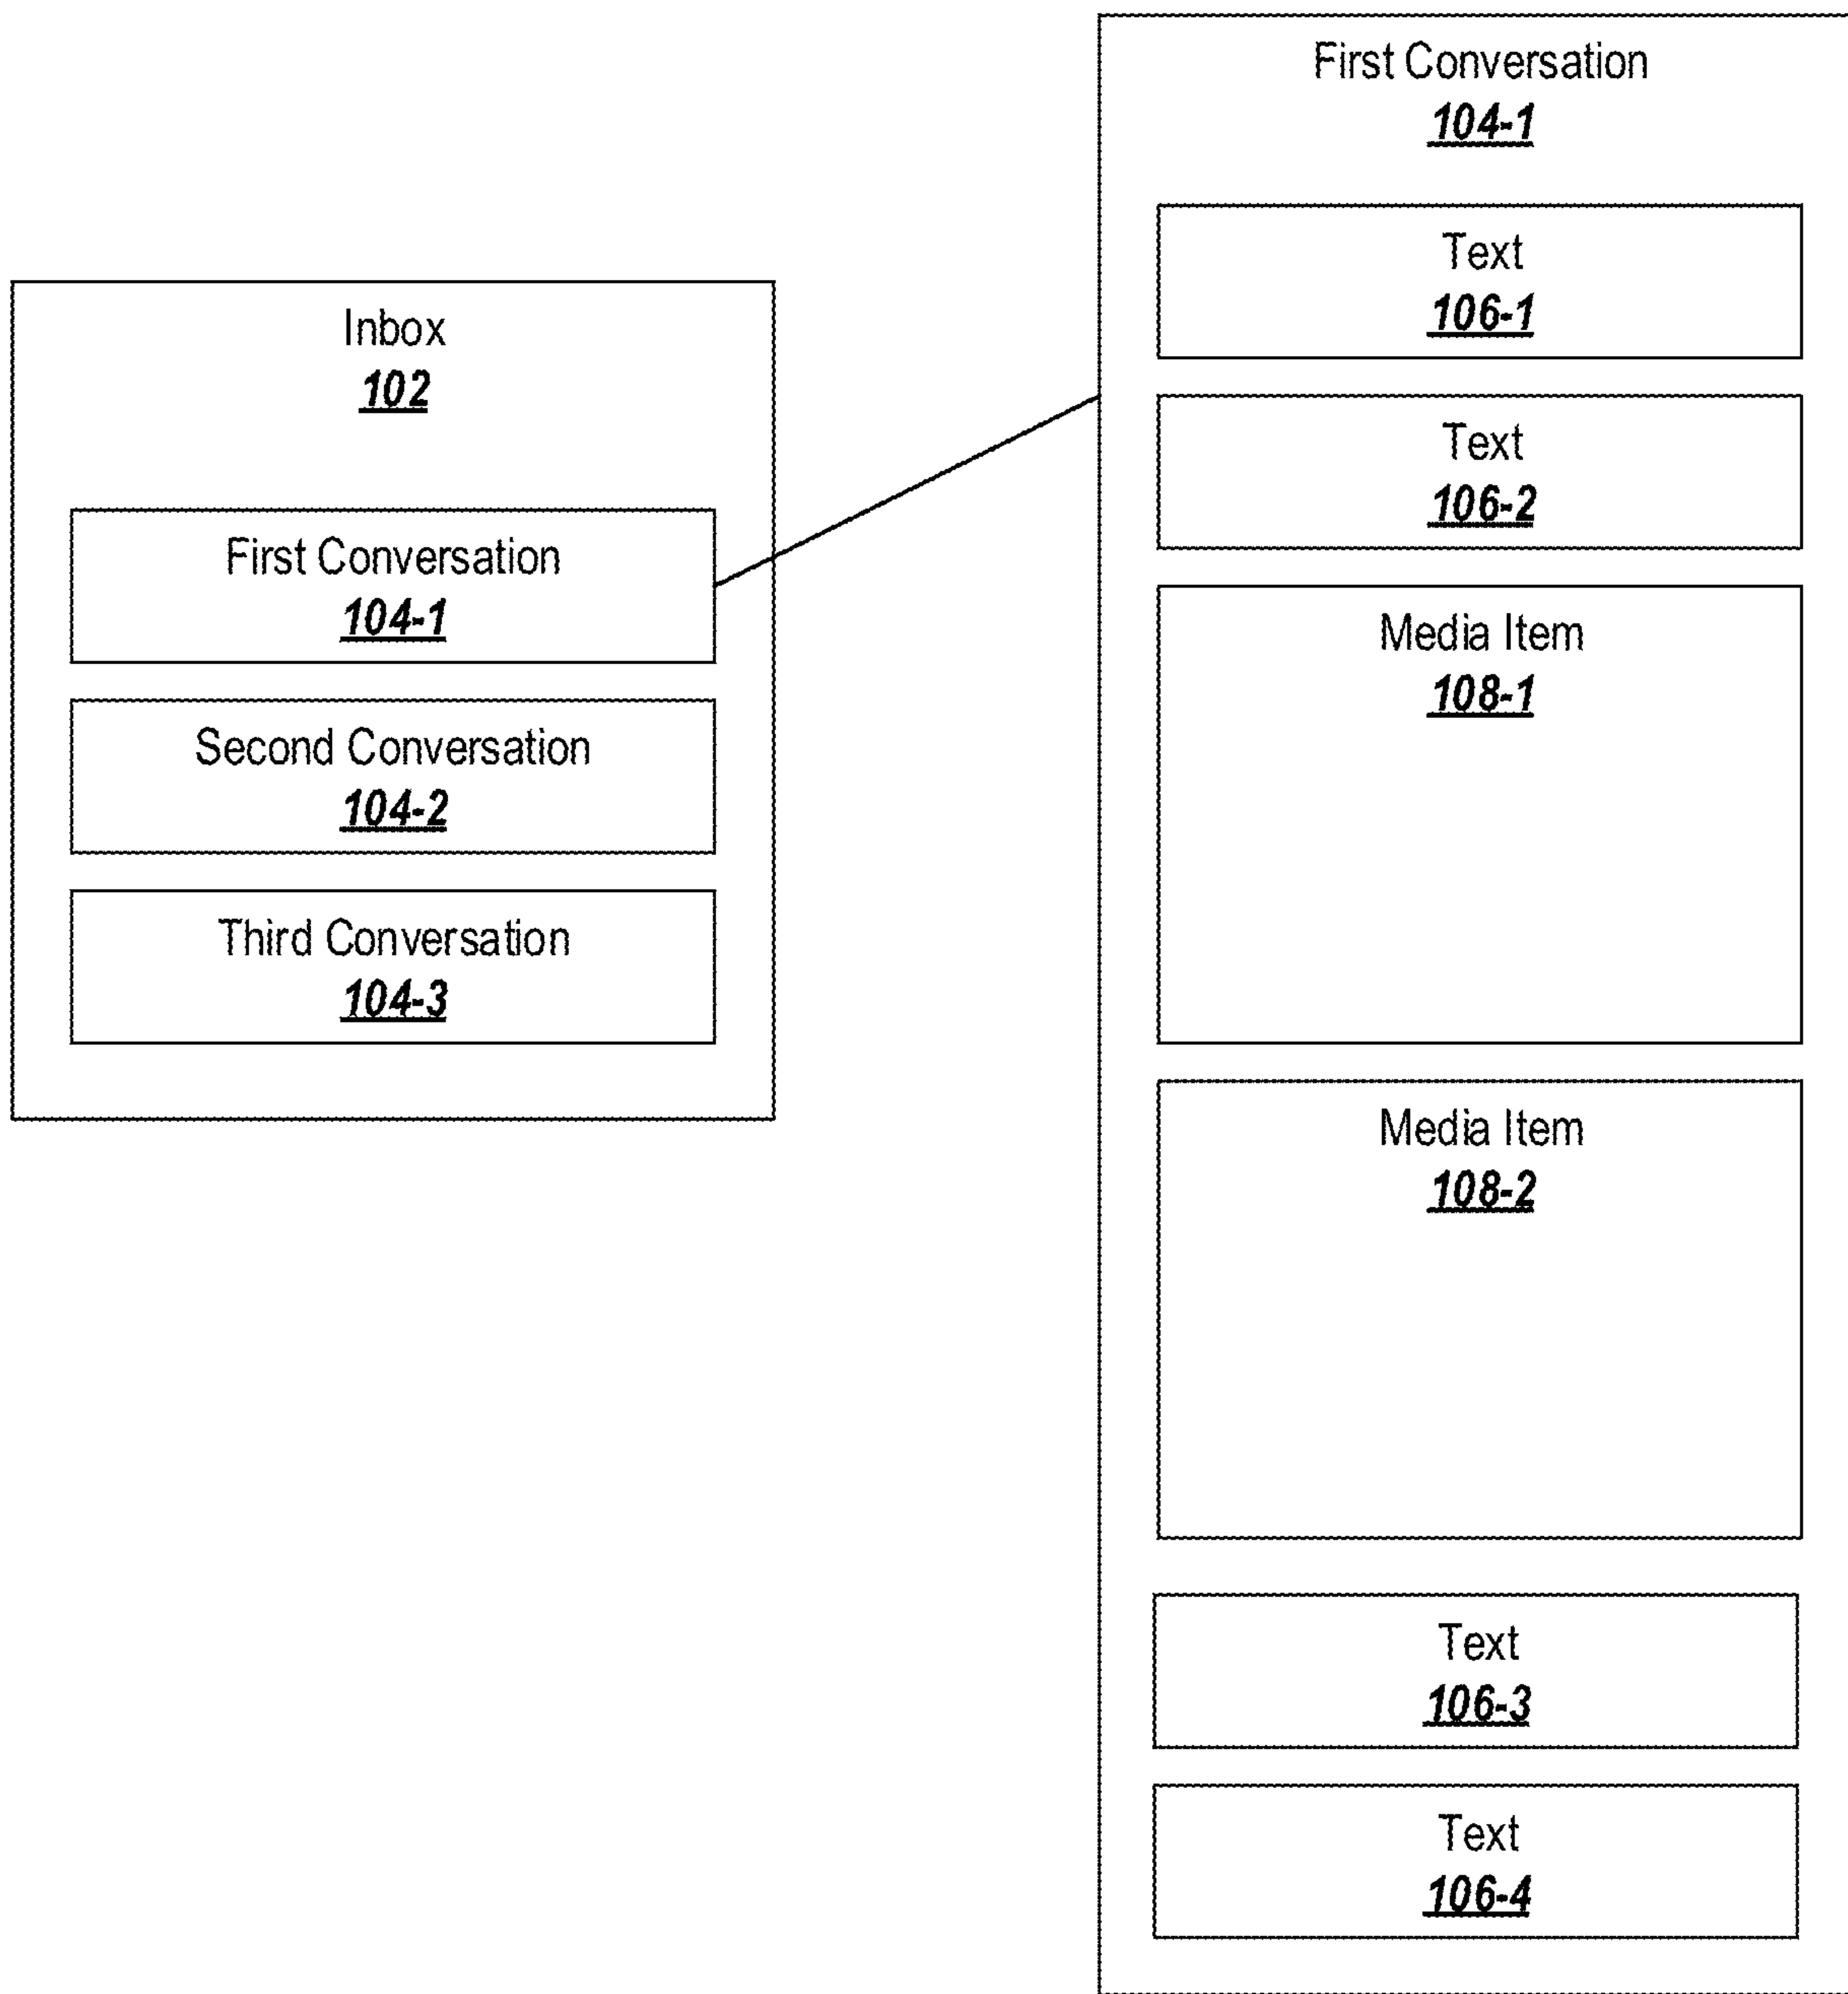 Inbox
102
First Conversation
104-1
Second Conversation
104-2
Third Conversation
104-3
First Conversation
104-1
Text
106-1
Text
106-2
Media Item
108-1
Media Item
108-2
Text
106-3
Text
106-4